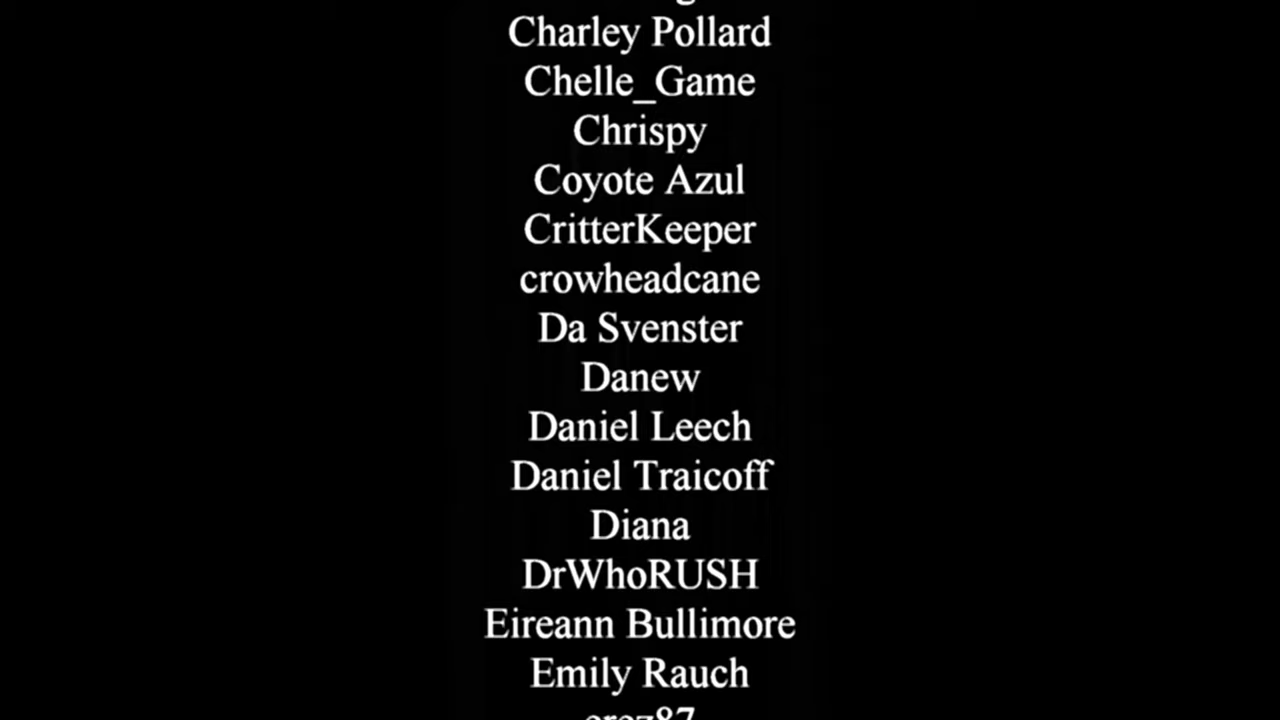 Charley Pollard
Chelle_Game
Chrispy
Coyote Azul
CritterKeeper
crowheadcane
Da Svenster
Danew
Daniel Leech
Daniel Traicoff
Diana
DrWhoRUSH
Eireann Bullimore
Emily Rauch
erez87